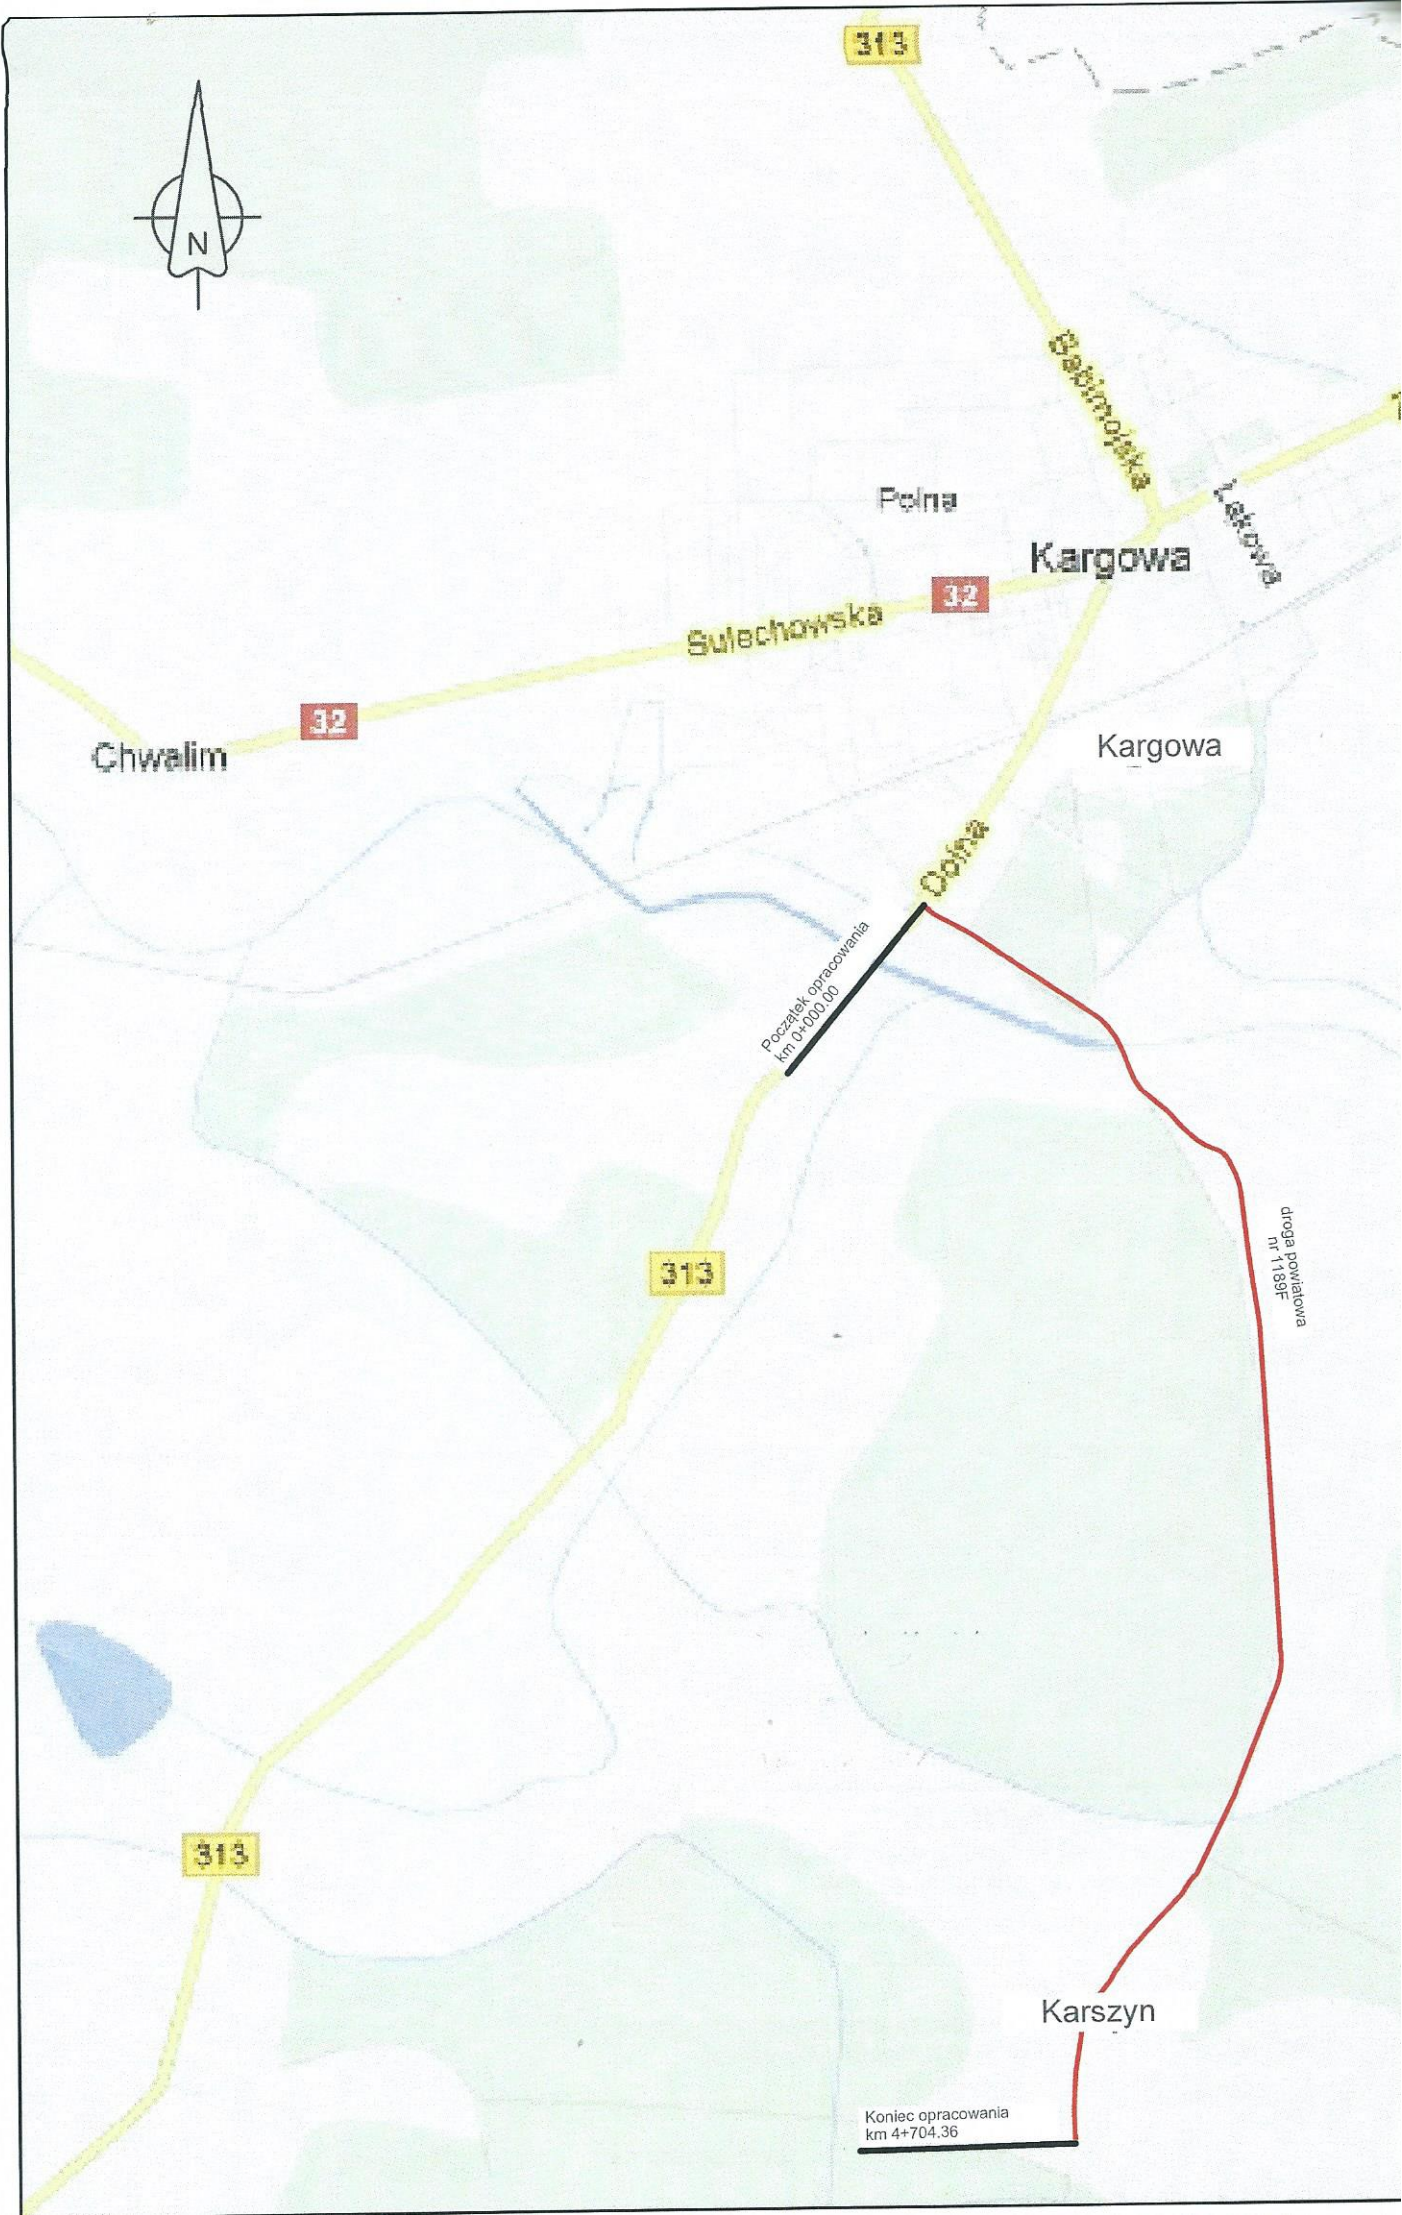 313
N
Babimojska
Polna
Łąkowa
Kargowa
32
Sulechowska
32
Chwalim
Kargowa
Dolna
Początek opracowania
km 0+000.00
droga powiatowa
nr 1189F
313
313
Karszyn
Koniec opracowania
km 4+704.36